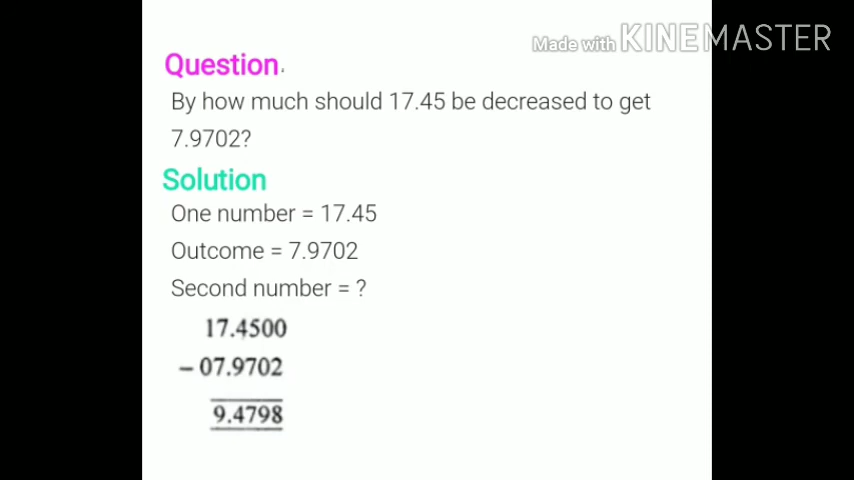 Made with KINEMASTER
Question.
By how much should 17.45 be decreased to get
7.9702?
Solution
One number = 17.45
Outcome = 7.9702
Second number = ?
17.4500
– 07.9702
9.4798